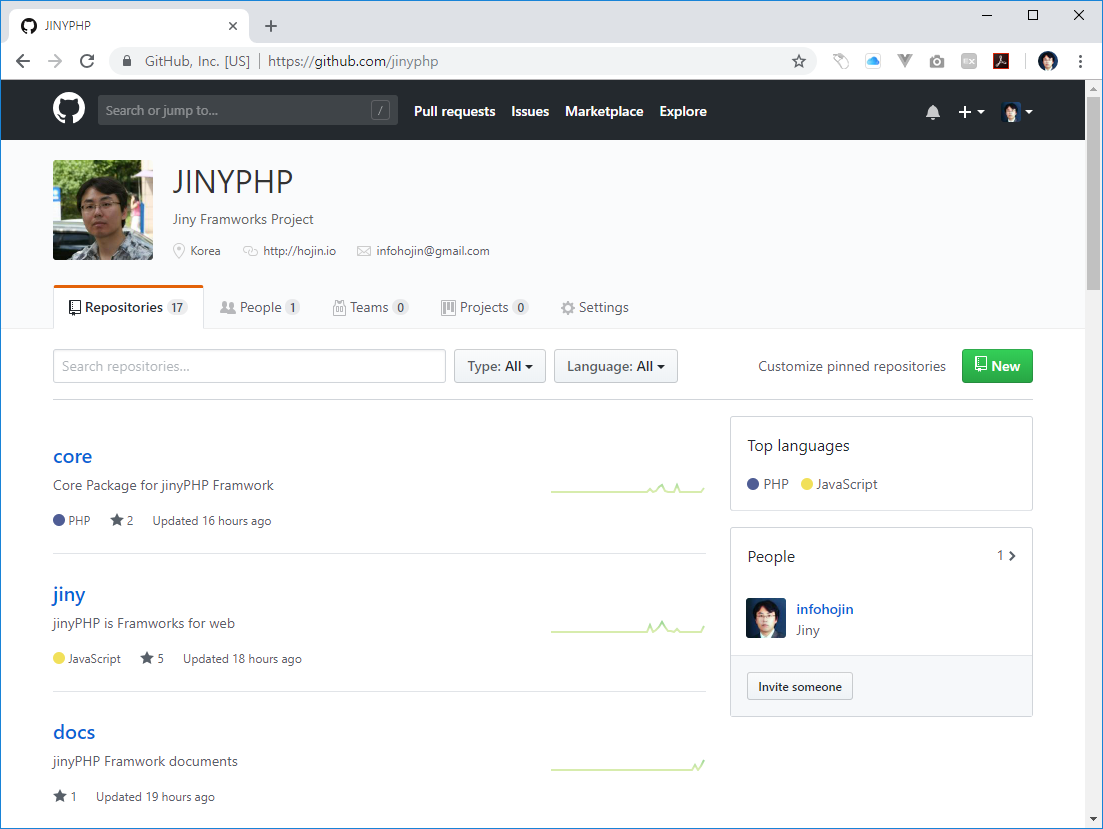 JINYPHP
GitHub, Inc. [US] | https://github.com/jinyphp
EX
Search or jump to... /
Pull requests Issues Marketplace Explore
JINYPHP
Jiny Framworks Project
Korea http://hojin.io infohojin@gmail.com
Repositories 17 People 1 Teams 0 Projects 0 Settings
Search repositories... Type: All Language: All Customize pinned repositories New
core
Core Package for jinyPHP Framwork
PHP 2 Updated 16 hours ago
jiny
jinyPHP is Framworks for web
JavaScript 5 Updated 18 hours ago
docs
jinyPHP Framwork documents
1 Updated 19 hours ago
Top languages
PHP JavaScript
People 1
infohojin
Jiny
Invite someone